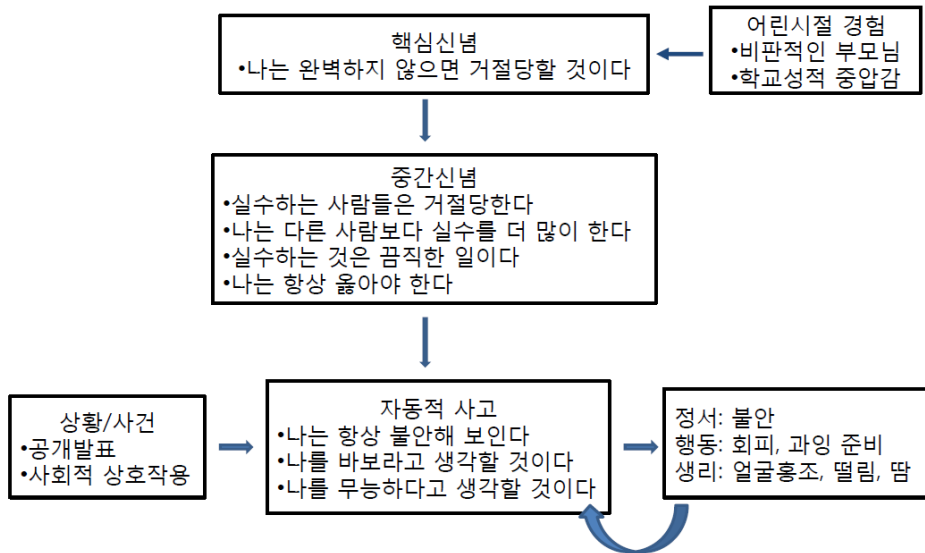 핵심신념
•나는 완벽하지 않으면 거절당할 것이다
어린시절 경험
•비판적인 부모님
•학교성적 중압감
중간신념
•실수하는 사람들은 거절당한다
•나는 다른 사람보다 실수를 더 많이 한다
•실수하는 것은 끔직한 일이다
•나는 항상 옳아야 한다
상황/사건
•공개발표
•사회적 상호작용
자동적 사고
•나는 항상 불안해 보인다
•나를 바보라고 생각할 것이다
•나를 무능하다고 생각할 것이다
정서: 불안
행동: 회피, 과잉 준비
생리: 얼굴홍조, 떨림, 땀